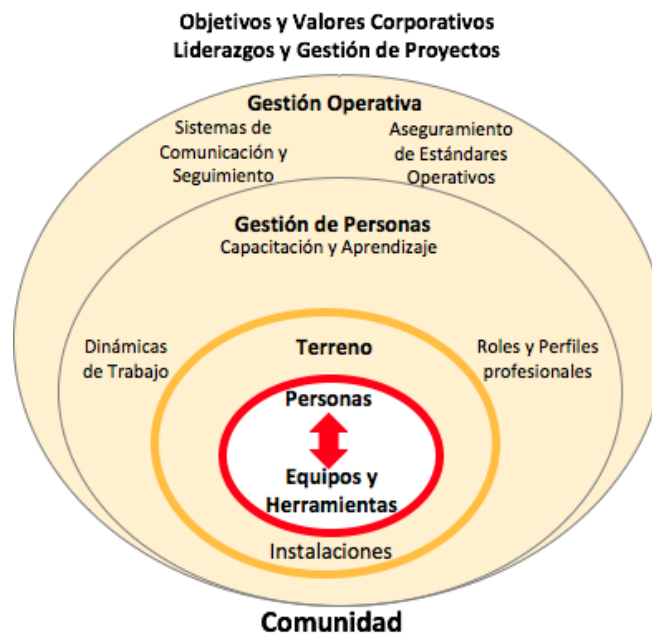 Objetivos y Valores Corporativos
Liderazgos y Gestión de Proyectos
Gestión Operativa
Sistemas de
Comunicación y
Seguimiento
Aseguramiento
de Estándares
Operativos
Gestión de Personas
Capacitación y Aprendizaje
Dinámicas
de Trabajo
Terreno
Roles y Perfiles
profesionales
Personas
Equipos y
Herramientas
Instalaciones
Comunidad